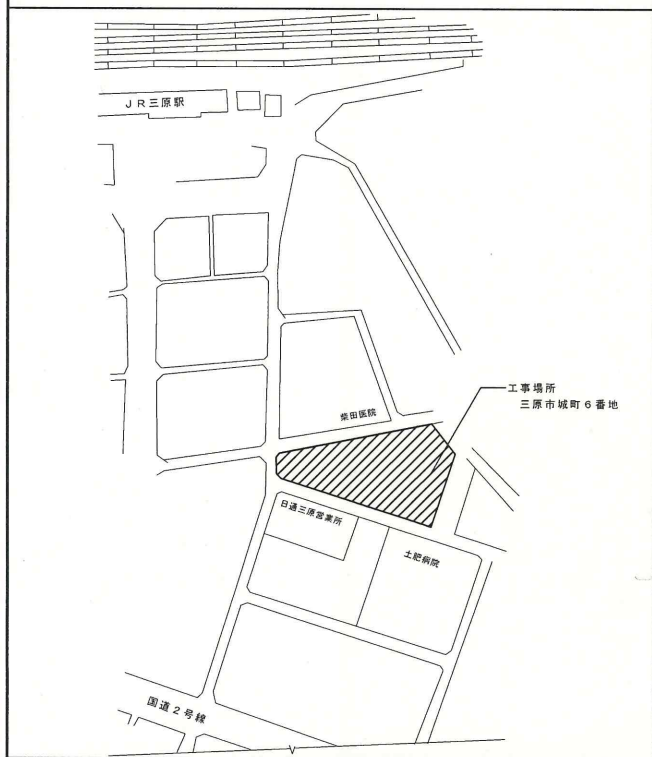 JR三原駅
工事場所
三原市城町6番地
柴田医院
日通三原営業所
土肥病院
国道2号線